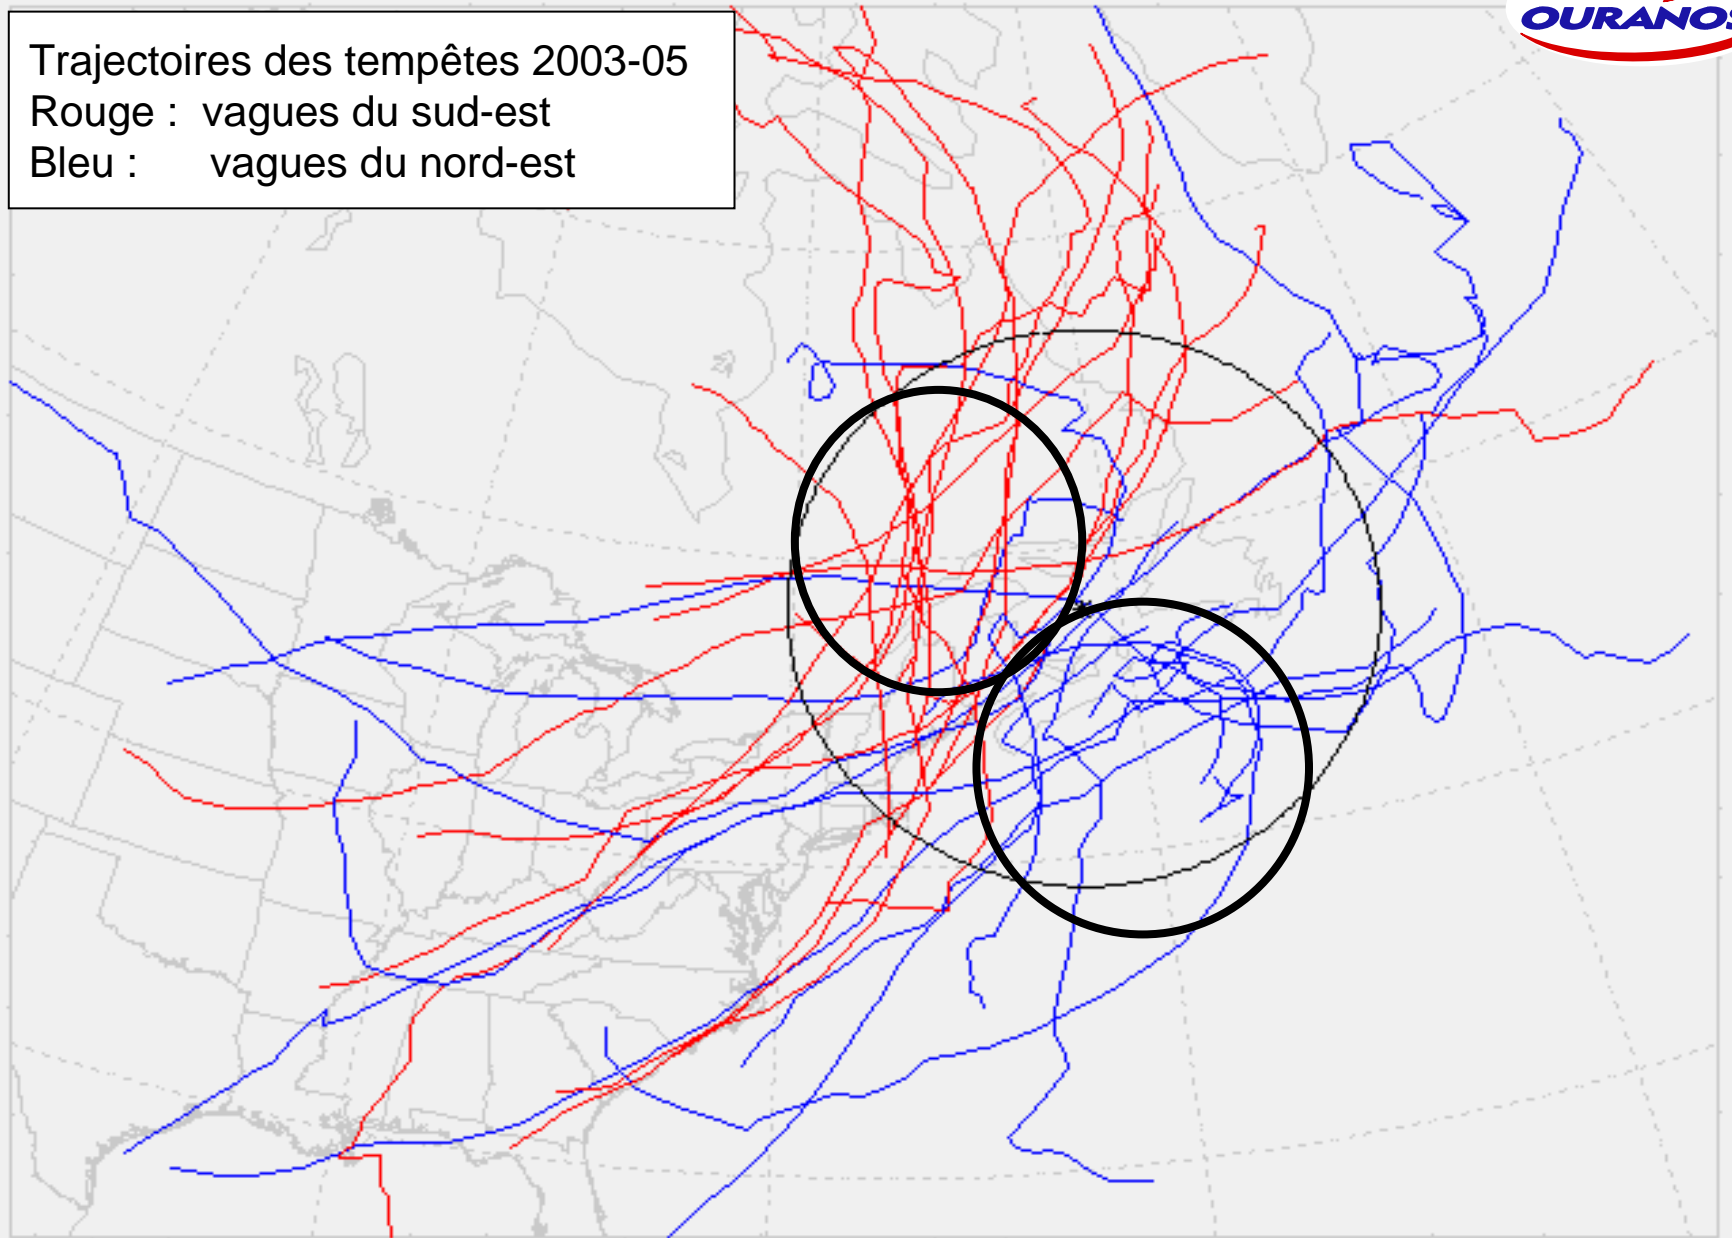 Trajectoires des tempêtes 2003-05
Rouge : vagues du sud-est
Bleu : vagues du nord-est
OURANOS